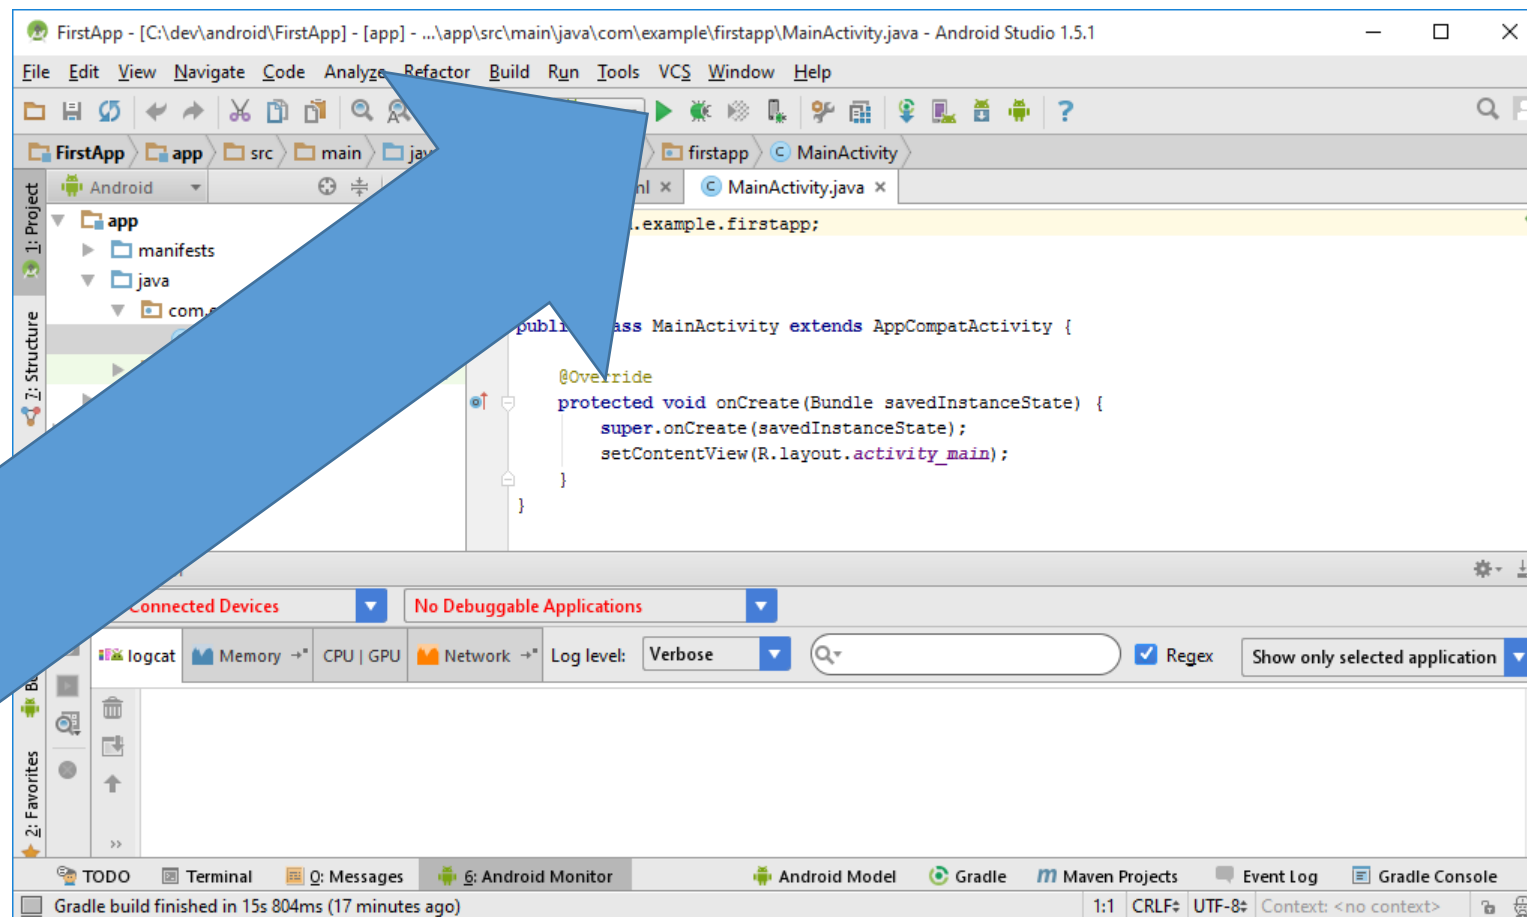 FirstApp - [C:\dev\android\FirstApp] - [app] - ...\app\src\main\java\com\example\firstapp\MainActivity.java - Android Studio 1.5.1
File Edit View Navigate Code Analyze Refactor Build Run Tools VCS Window Help
FirstApp app src main firstapp MainActivity
1: Project
Android
MainActivity.java
app
manifests
java
7: Structure
.example.firstapp;
MainActivity extends AppCompatActivity {
@Override
protected void onCreate(Bundle savedInstanceState) {
super.onCreate(savedInstanceState);
setContentView(R.layout.activity_main);
}
}
Connected Devices No Debuggable Applications
logcat Memory CPU | GPU Network Log level: Verbose Regex Show only selected application
2: Favorites
TODO Terminal 0: Messages 6: Android Monitor Android Model Gradle Maven Projects Event Log Gradle Console
Gradle build finished in 15s 804ms (17 minutes ago) 1:1 CRLF UTF-8 Context: <no context>